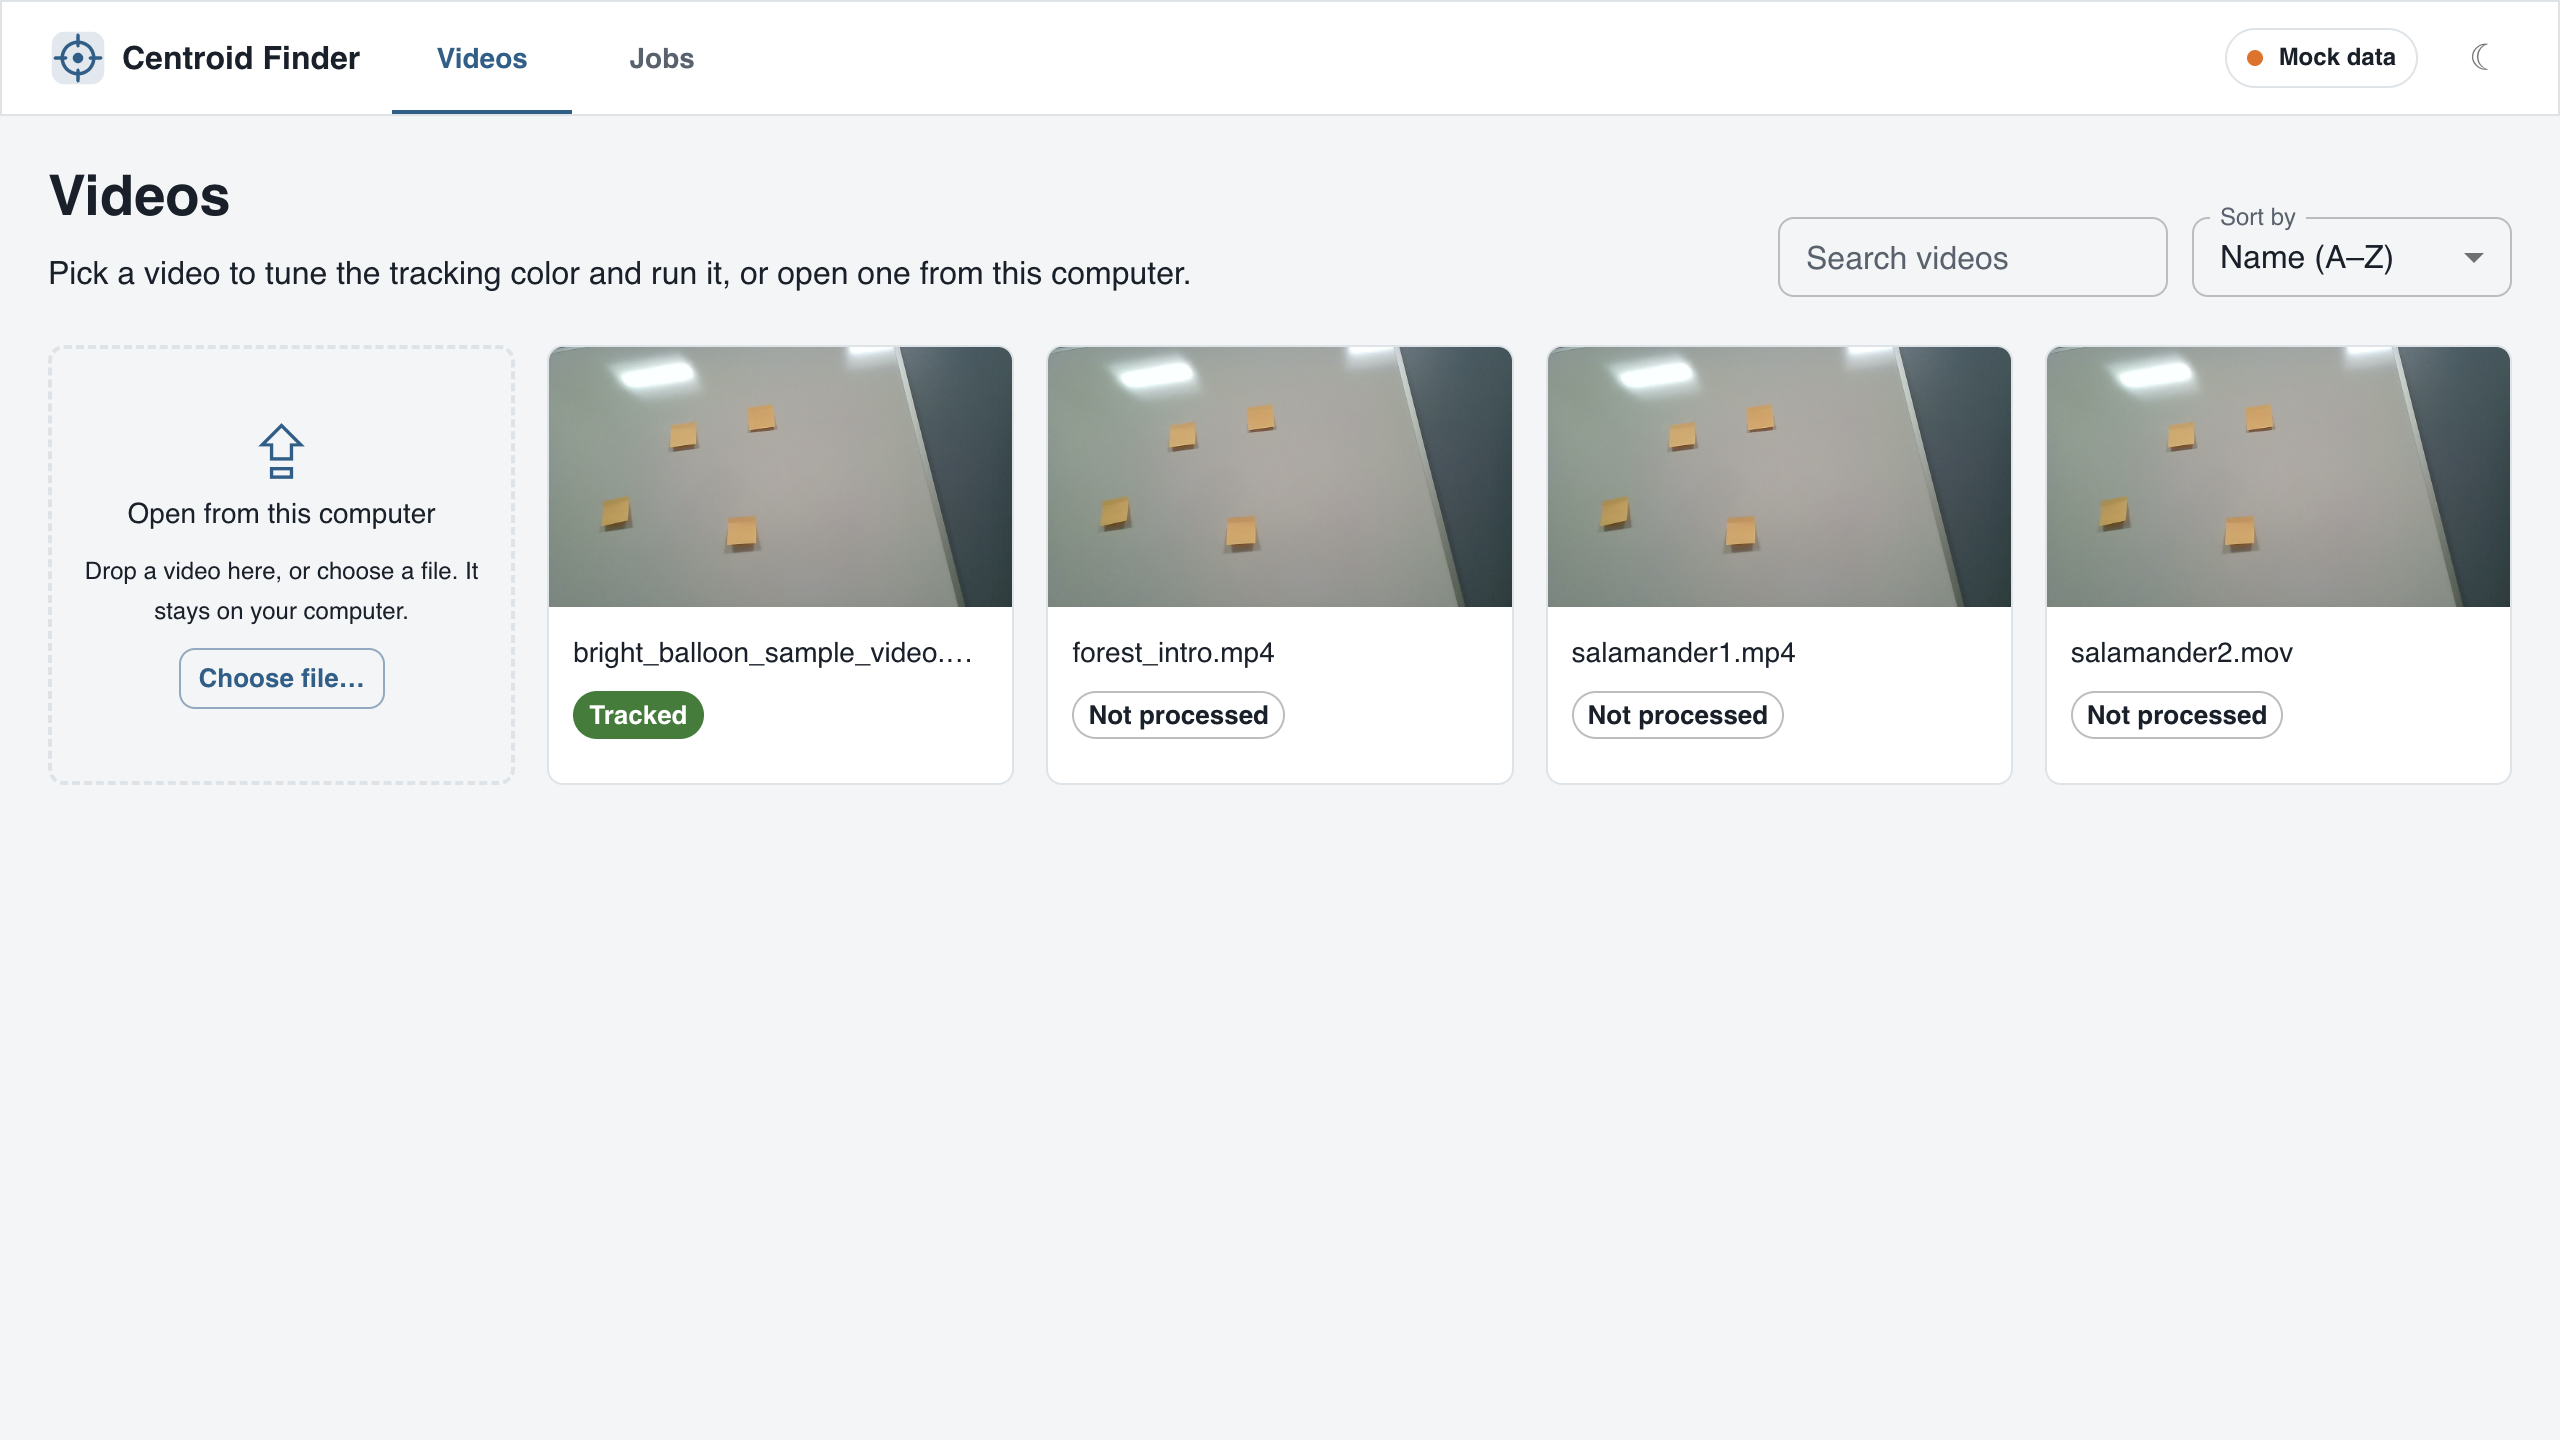 Centroid Finder
Videos
Jobs
Mock data
Videos
Pick a video to tune the tracking color and run it, or open one from this computer.
Search videos
Sort by
Name (A–Z)
Open from this computer
Drop a video here, or choose a file. It
stays on your computer.
Choose file…
bright_balloon_sample_video.…
Tracked
forest_intro.mp4
Not processed
salamander1.mp4
Not processed
salamander2.mov
Not processed